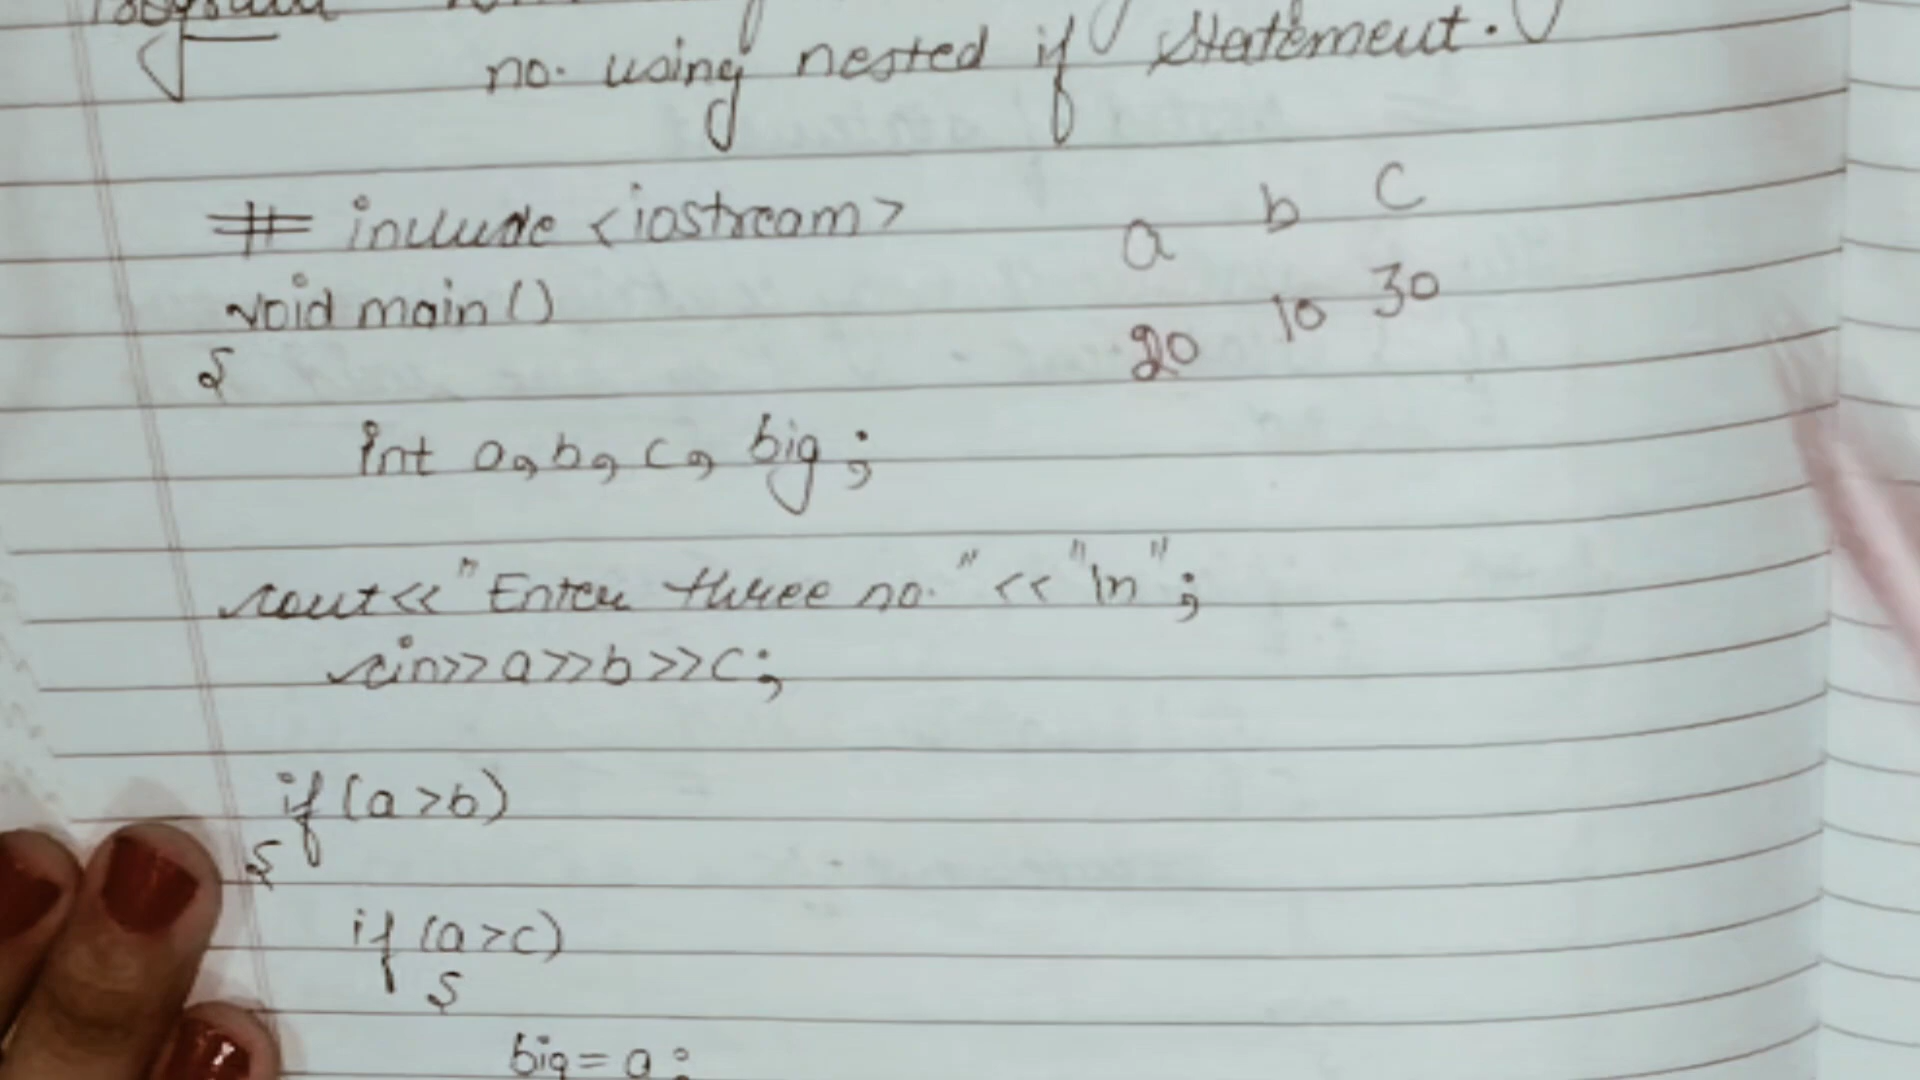 no. using nested if statement.
# include <iostream>
void main ()
{
int a, b, c, big ;
cout<< "Enter three no." << "\n" ;
cin>>a>>b>>c;
if (a>b)
{
if (a>c)
{
big = a ;
a b c
20 10 30